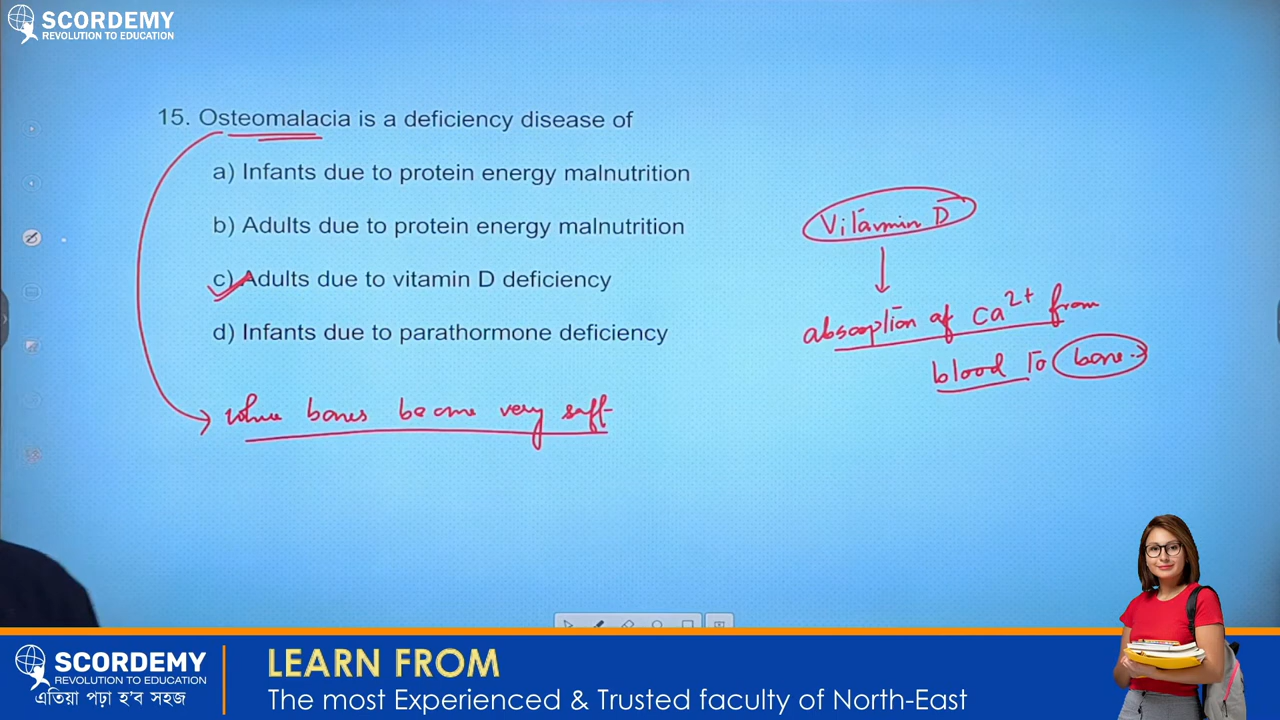 SCORDEMY
REVOLUTION TO EDUCATION
15. Osteomalacia is a deficiency disease of
a) Infants due to protein energy malnutrition
b) Adults due to protein energy malnutrition
c) Adults due to vitamin D deficiency
d) Infants due to parathormone deficiency
bones become very soft
Vitamin D
absorption of Ca2+ from
blood to bone
SCORDEMY
REVOLUTION TO EDUCATION
এতিয়া পঢ়া হ'ব সহজ
LEARN FROM
The most Experienced & Trusted faculty of North-East